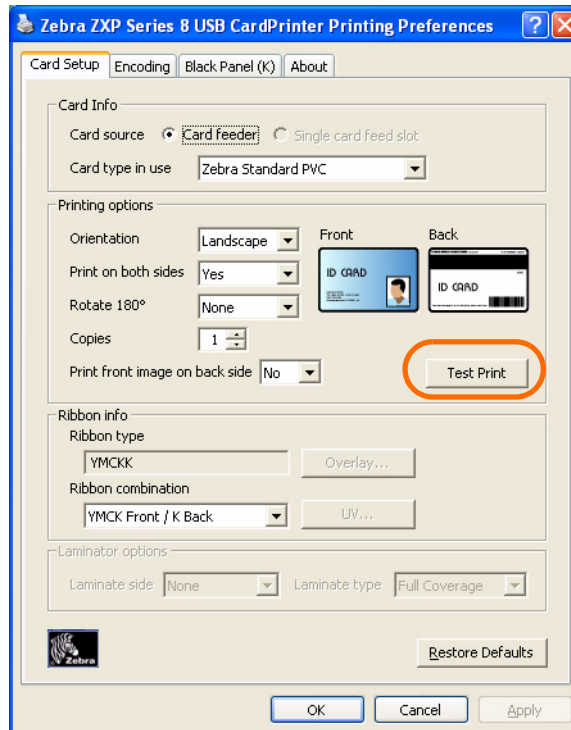 Zebra ZXP Series 8 USB CardPrinter Printing Preferences
Card Setup Encoding Black Panel (K) About
Card Info
Card source Card feeder Single card feed slot
Card type in use Zebra Standard PVC
Printing options
Orientation Landscape Front Back
Print on both sides Yes ID CARD
Rotate 180° None ID CARD
Copies 1
Print front image on back side No Test Print
Ribbon info
Ribbon type
YMCKK Overlay...
Ribbon combination
YMCK Front / K Back UV...
Laminator options
Laminate side None Laminate type Full Coverage
Zebra Restore Defaults
OK Cancel Apply